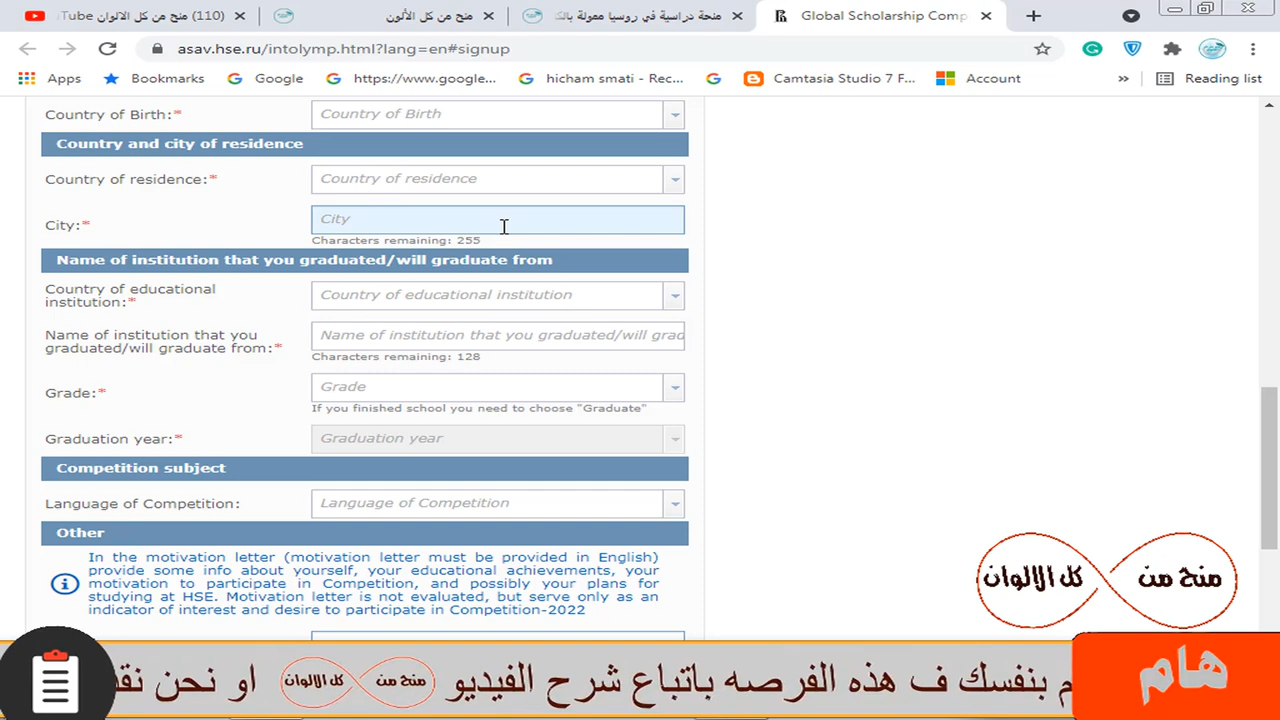 (110) منح من كل الالوان - YouTube
منح من كل الألون
منحة دراسية في روسيا ممولة بالك
Global Scholarship Comp
asav.hse.ru/intolymp.html?lang=en#signup
Apps
Bookmarks
Google
https://www.google...
hicham smati - Rec...
Camtasia Studio 7 F...
Account
»
Reading list
Country of Birth:*
Country of Birth
Country and city of residence
Country of residence:*
Country of residence
City:*
City
Characters remaining: 255
Name of institution that you graduated/will graduate from
Country of educational
institution:*
Country of educational institution
Name of institution that you
graduated/will graduate from:*
Name of institution that you graduated/will grad
Characters remaining: 128
Grade:*
Grade
If you finished school you need to choose "Graduate"
Graduation year:*
Graduation year
Competition subject
Language of Competition:
Language of Competition
Other
In the motivation letter (motivation letter must be provided in English)
provide some info about yourself, your educational achievements, your
motivation to participate in Competition, and possibly your plans for
studying at HSE. Motivation letter is not evaluated, but serve only as an
indicator of interest and desire to participate in Competition-2022
منح من كل الالوان
هام
بنفسك ف هذه الفرصه باتباع شرح الفيديو
منح من كل الالوان
او نحن